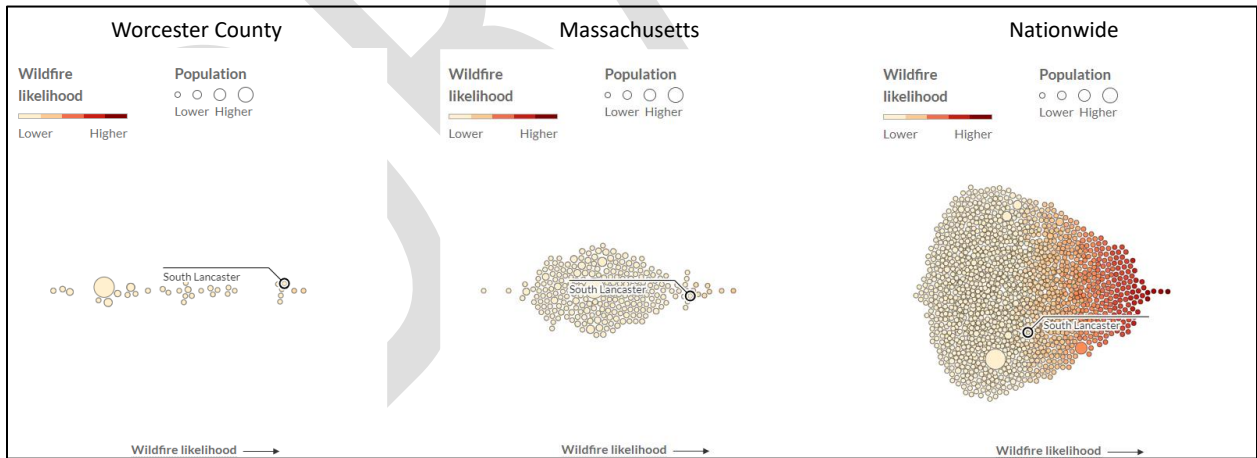 Worcester County
Wildfire
likelihood
Lower Higher
Population
Lower Higher
South Lancaster
Wildfire likelihood
Massachusetts
Wildfire
likelihood
Lower Higher
Population
Lower Higher
South Lancaster
Wildfire likelihood
Nationwide
Wildfire
likelihood
Lower Higher
Population
Lower Higher
South Lancaster
Wildfire likelihood